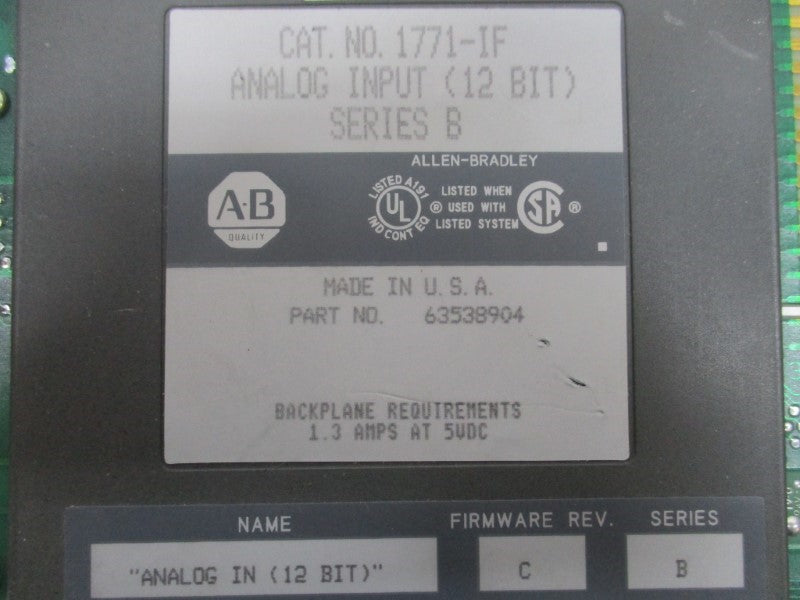 CAT. NO. 1771-IF
ANALOG INPUT (12 BIT)
SERIES B
ALLEN-BRADLEY
A-B
QUALITY
LISTED A191
UL
IND CONT EQ
®
LISTED WHEN
USED WITH
LISTED SYSTEM
SA
®
MADE IN U.S.A.
PART NO. 63538904
BACKPLANE REQUIREMENTS
1.3 AMPS AT 5VDC
NAME FIRMWARE REV. SERIES
"ANALOG IN (12 BIT)" C B